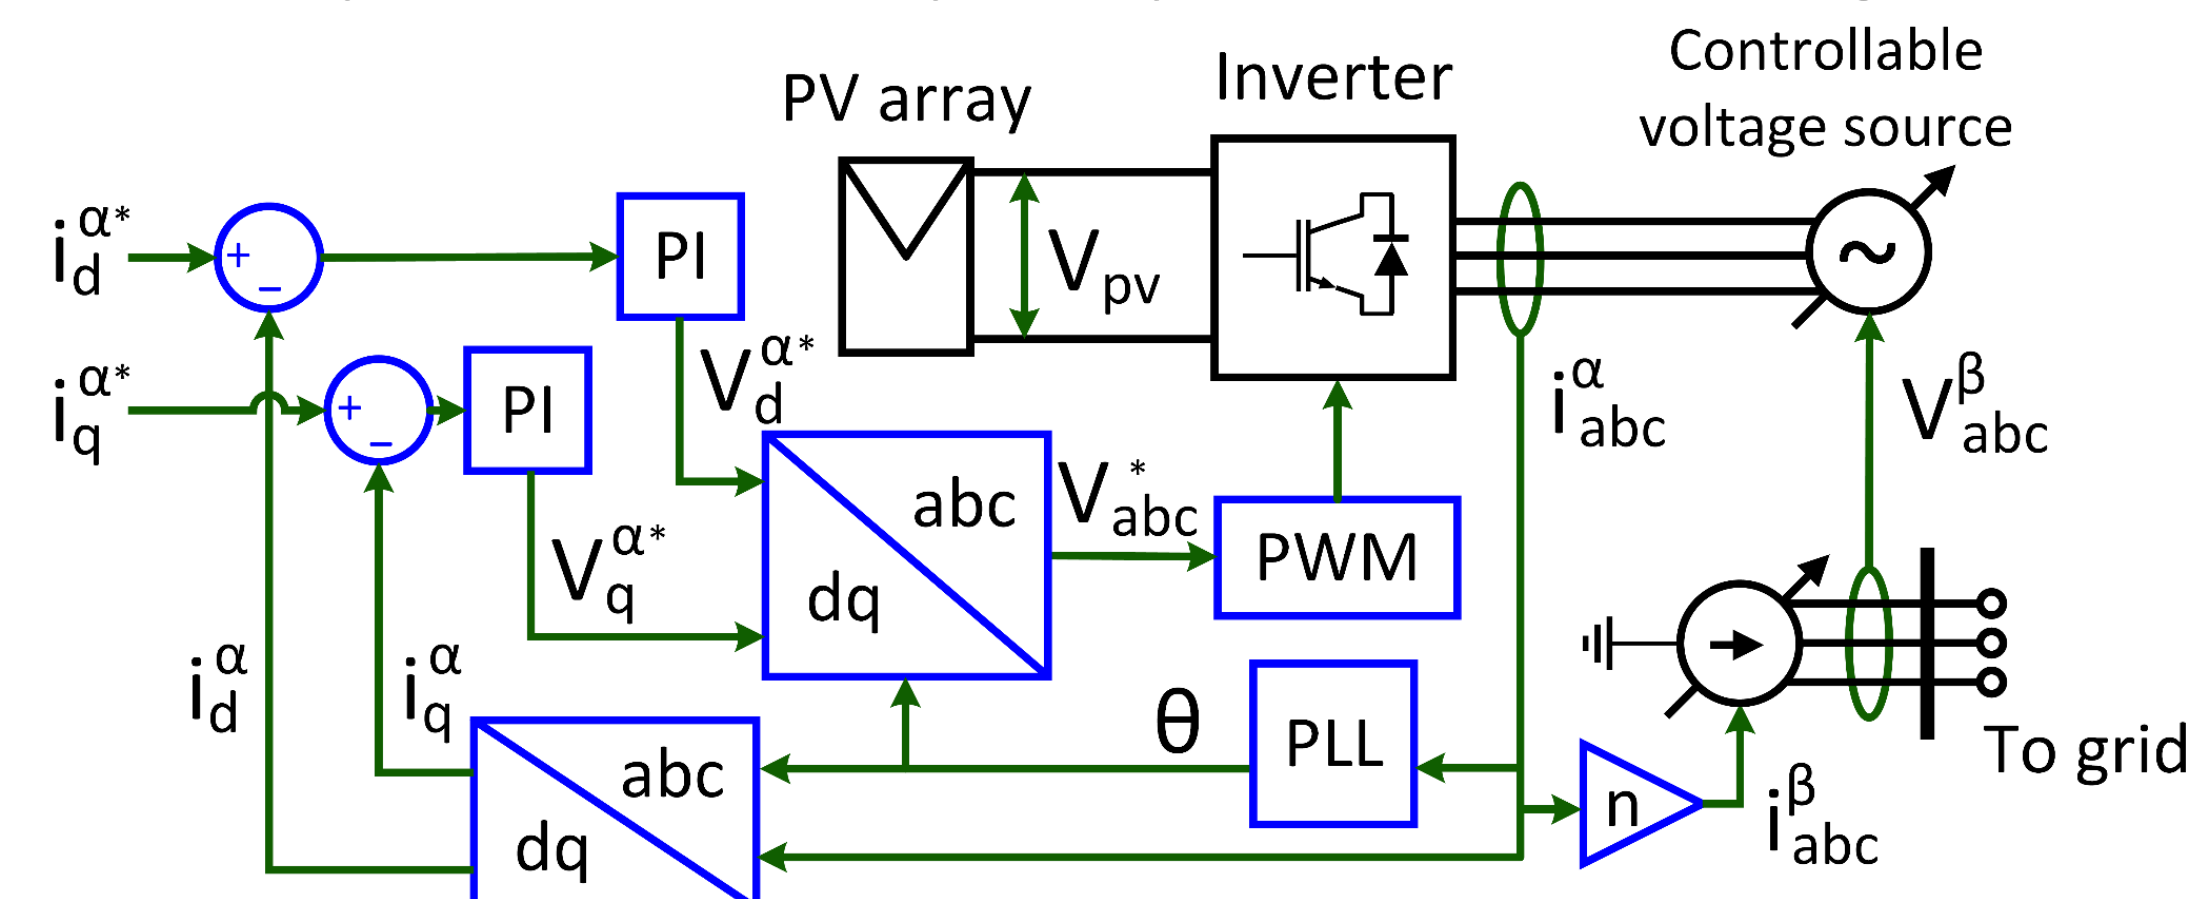 Controllable
voltage source
Inverter
PV array
i_d^α*
+
−
PI
V_pv
~
i_q^α*
+
−
PI
V_d^α*
i_abc^α
V_abc^β
abc
dq
V_abc^*
PWM
V_q^α*
i_d^α
i_q^α
θ
PLL
To grid
abc
dq
n
i_abc^β